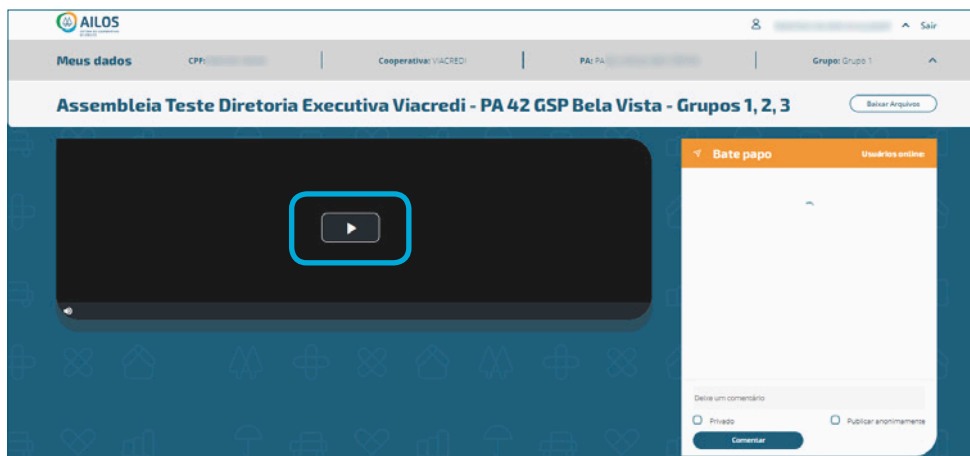 AILOS
Sair
Meus dados CPF: Cooperativa: VIACREDI PA: PA Grupo: Grupo 1
Assembleia Teste Diretoria Executiva Viacredi - PA 42 GSP Bela Vista - Grupos 1, 2, 3
Baixar Arquivos
Bate papo Usuários online:
Deixe um comentário
Privado Publicar anonimamente
Comentar